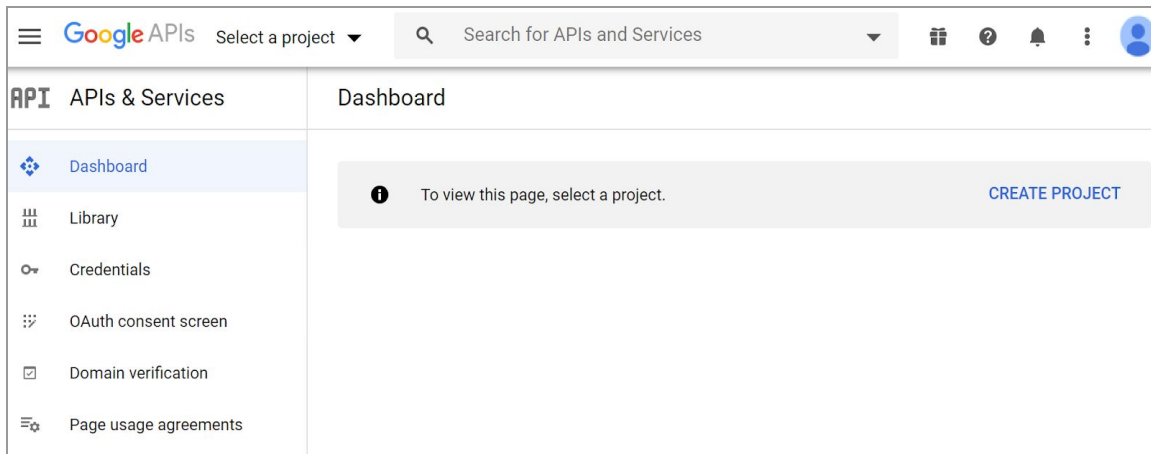 Google APIs Select a project Search for APIs and Services
API APIs & Services Dashboard
Dashboard
To view this page, select a project. CREATE PROJECT
Library
Credentials
OAuth consent screen
Domain verification
Page usage agreements